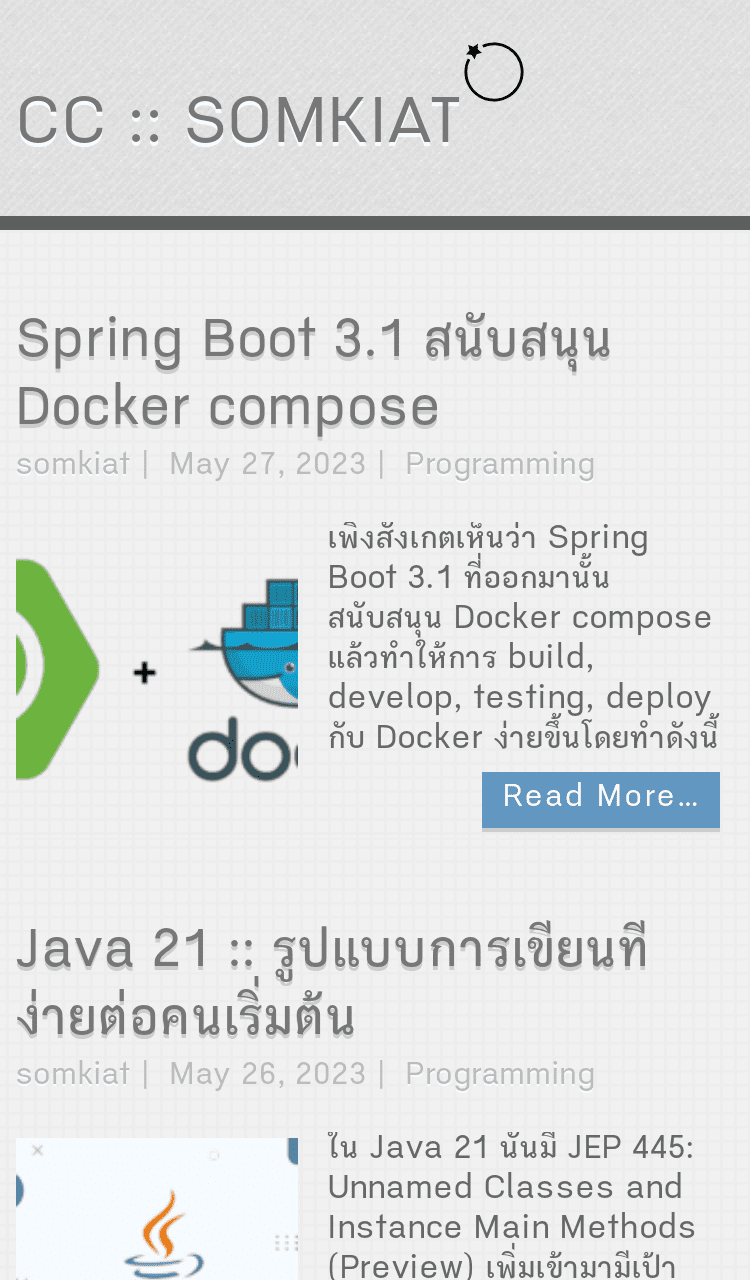 CC :: SOMKIAT
Spring Boot 3.1 สนับสนุน
Docker compose
somkiat | May 27, 2023 | Programming
เพิ่งสังเกตเห็นว่า Spring
Boot 3.1 ที่ออกมานั้น
สนับสนุน Docker compose
แล้วทำให้การ build,
develop, testing, deploy
กับ Docker ง่ายขึ้นโดยทำดังนี้
Read More...
Java 21 :: รูปแบบการเขียนที่
ง่ายต่อคนเริ่มต้น
somkiat | May 26, 2023 | Programming
ใน Java 21 นั้นมี JEP 445:
Unnamed Classes and
Instance Main Methods
(Preview) เพิ่มเข้ามามีเป้า